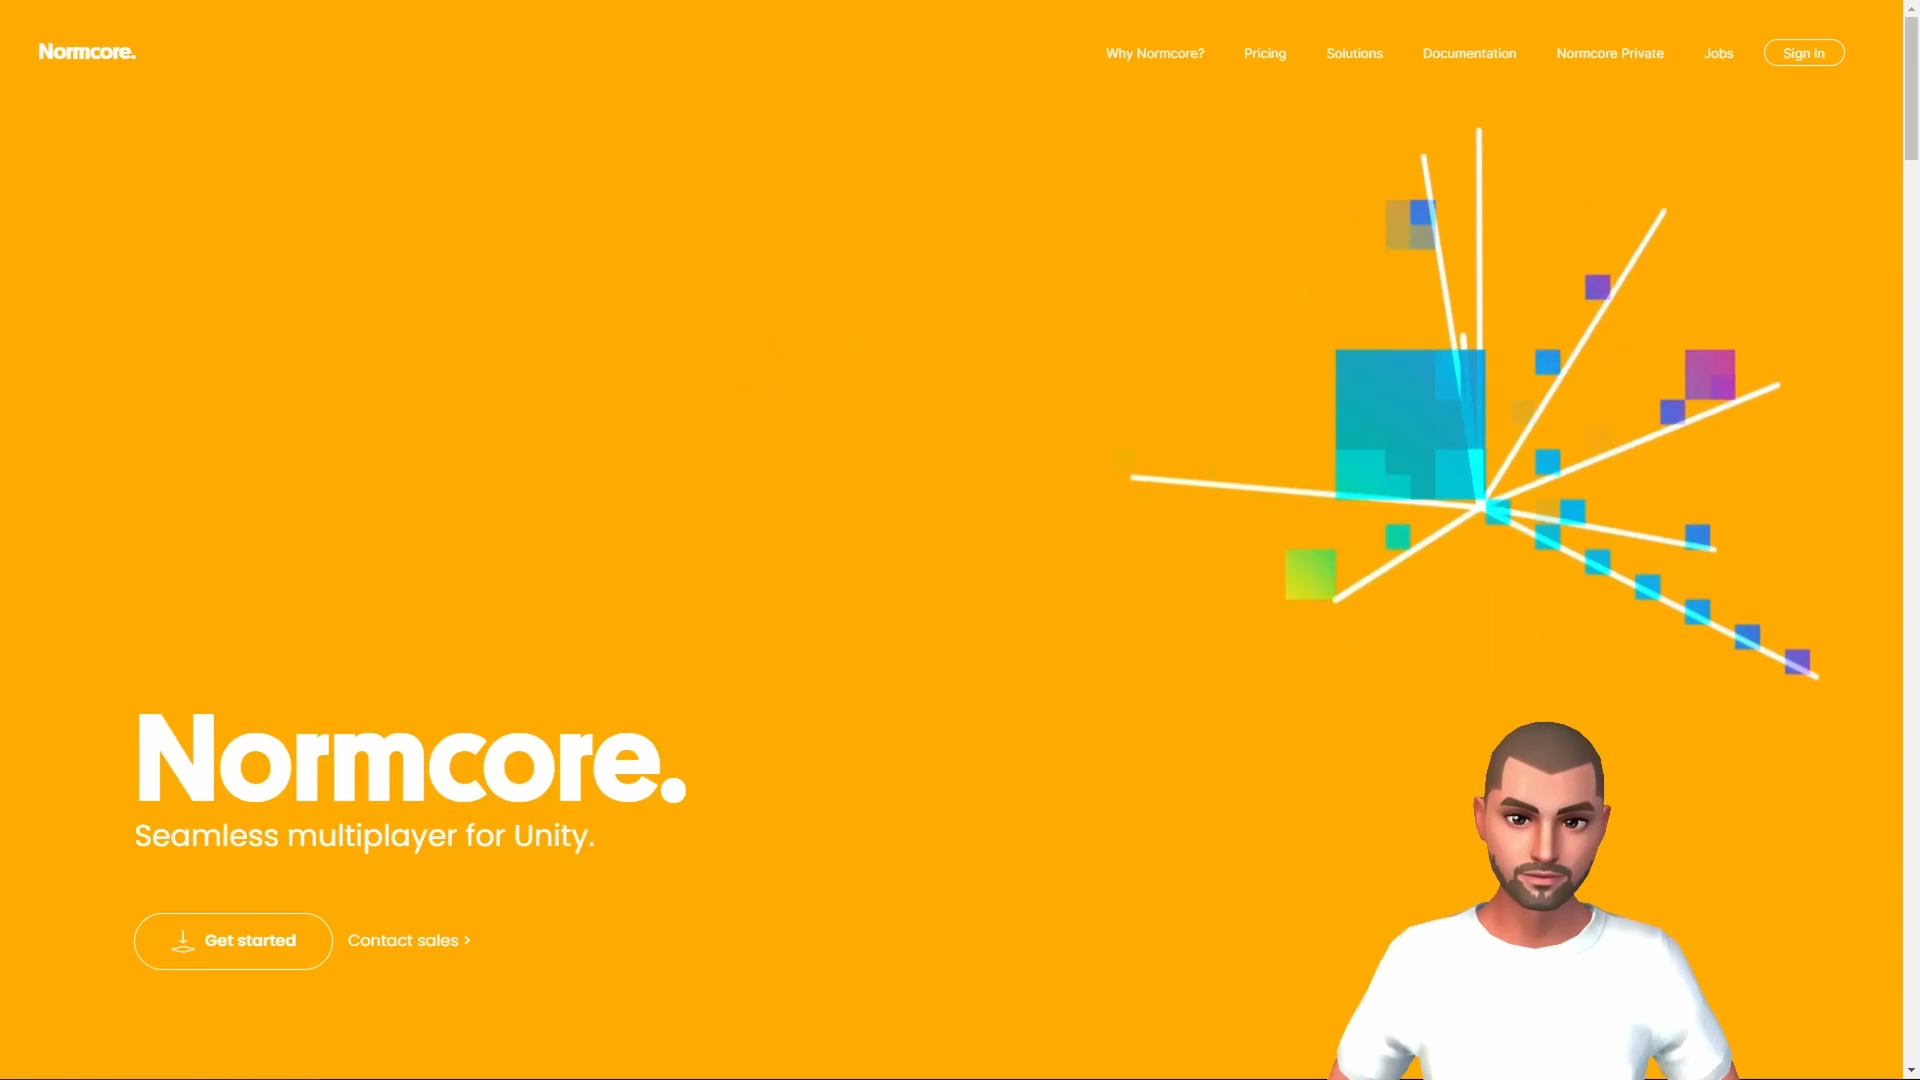 Normcore.
Why Normcore? Pricing Solutions Documentation Normcore Private Jobs Sign In
Normcore.
Seamless multiplayer for Unity.
Get started Contact sales >